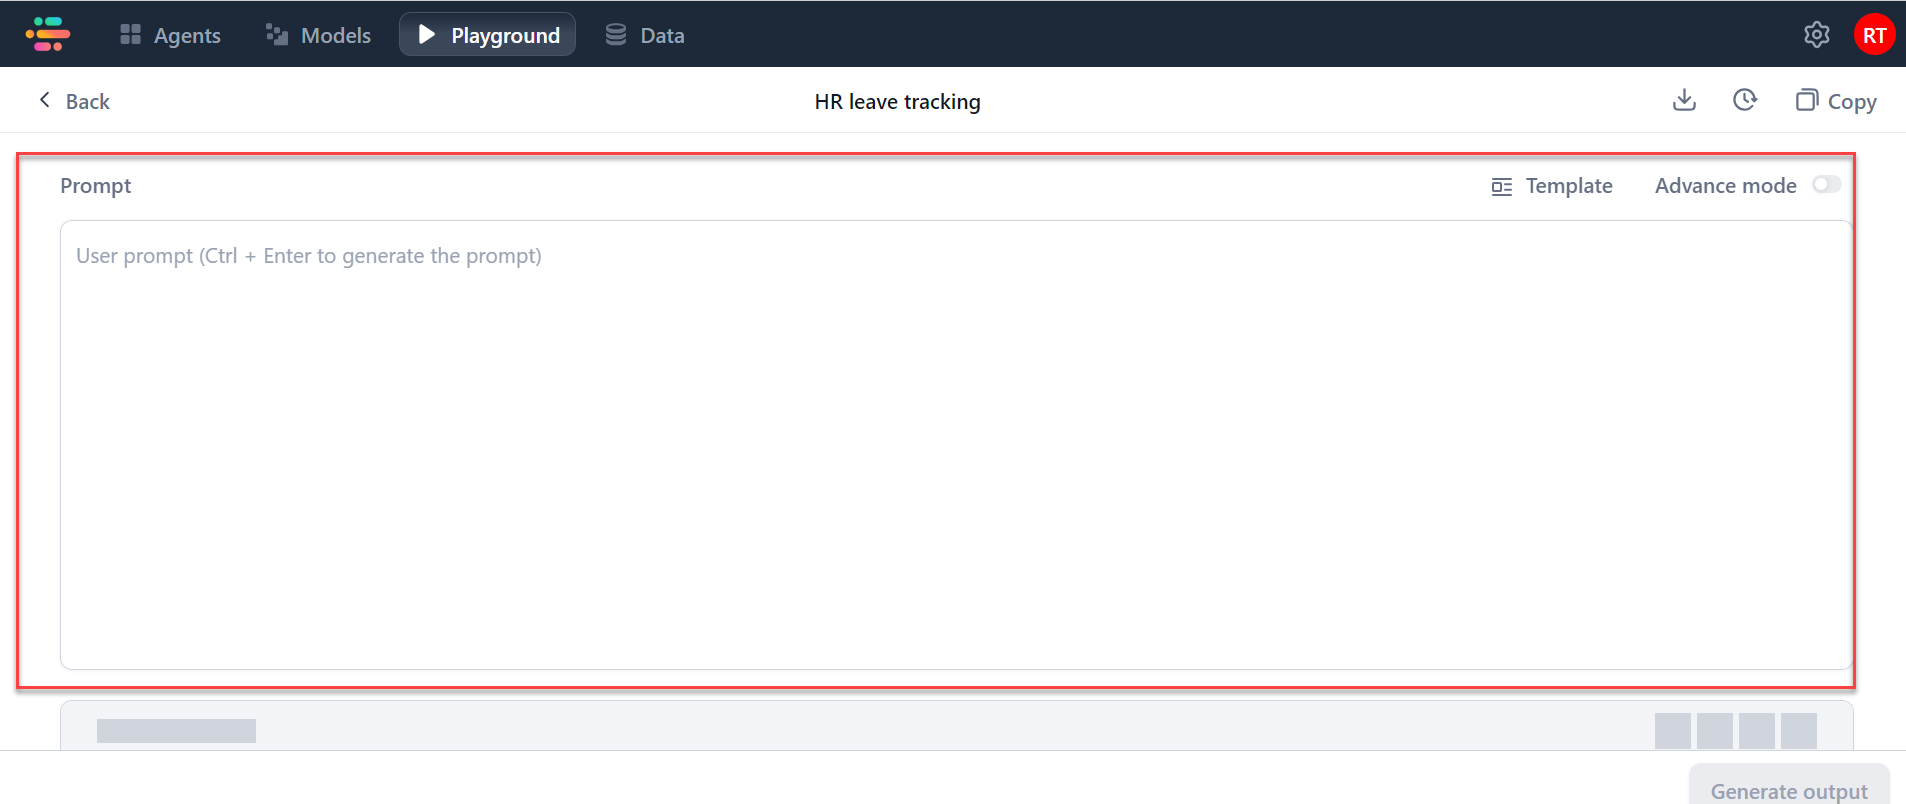 Agents Models Playground Data RT
Back HR leave tracking Copy
Prompt Template Advance mode
User prompt (Ctrl + Enter to generate the prompt)
Generate output